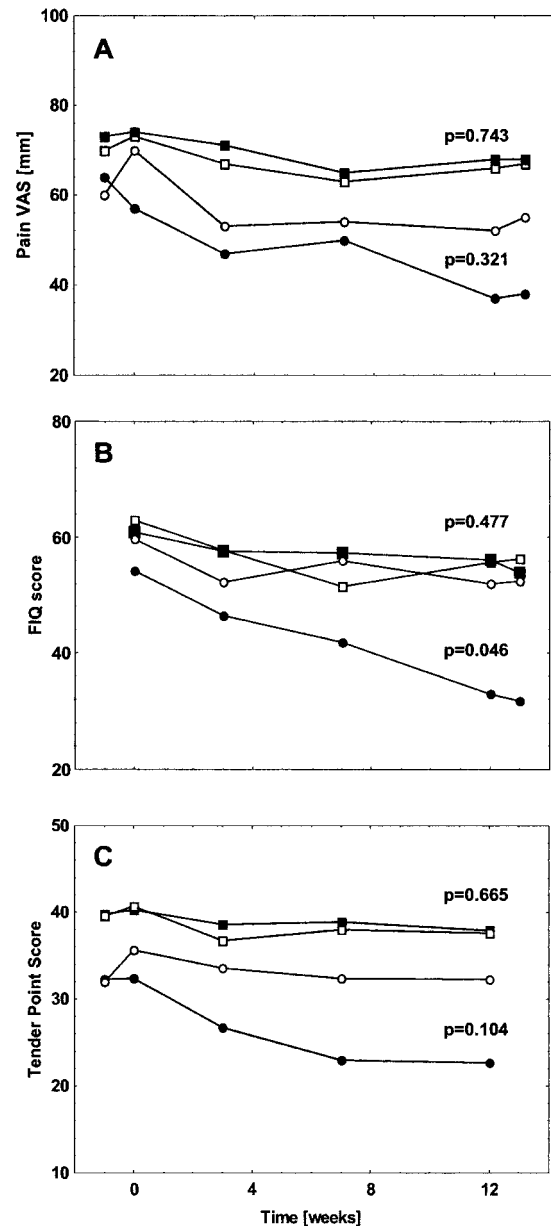 A
100
80
60
40
20
Pain VAS [mm]
p=0.743
p=0.321
B
80
60
40
20
FIQ score
p=0.477
p=0.046
C
50
40
30
20
10
Tender Point Score
p=0.665
p=0.104
0 4 8 12
Time [weeks]